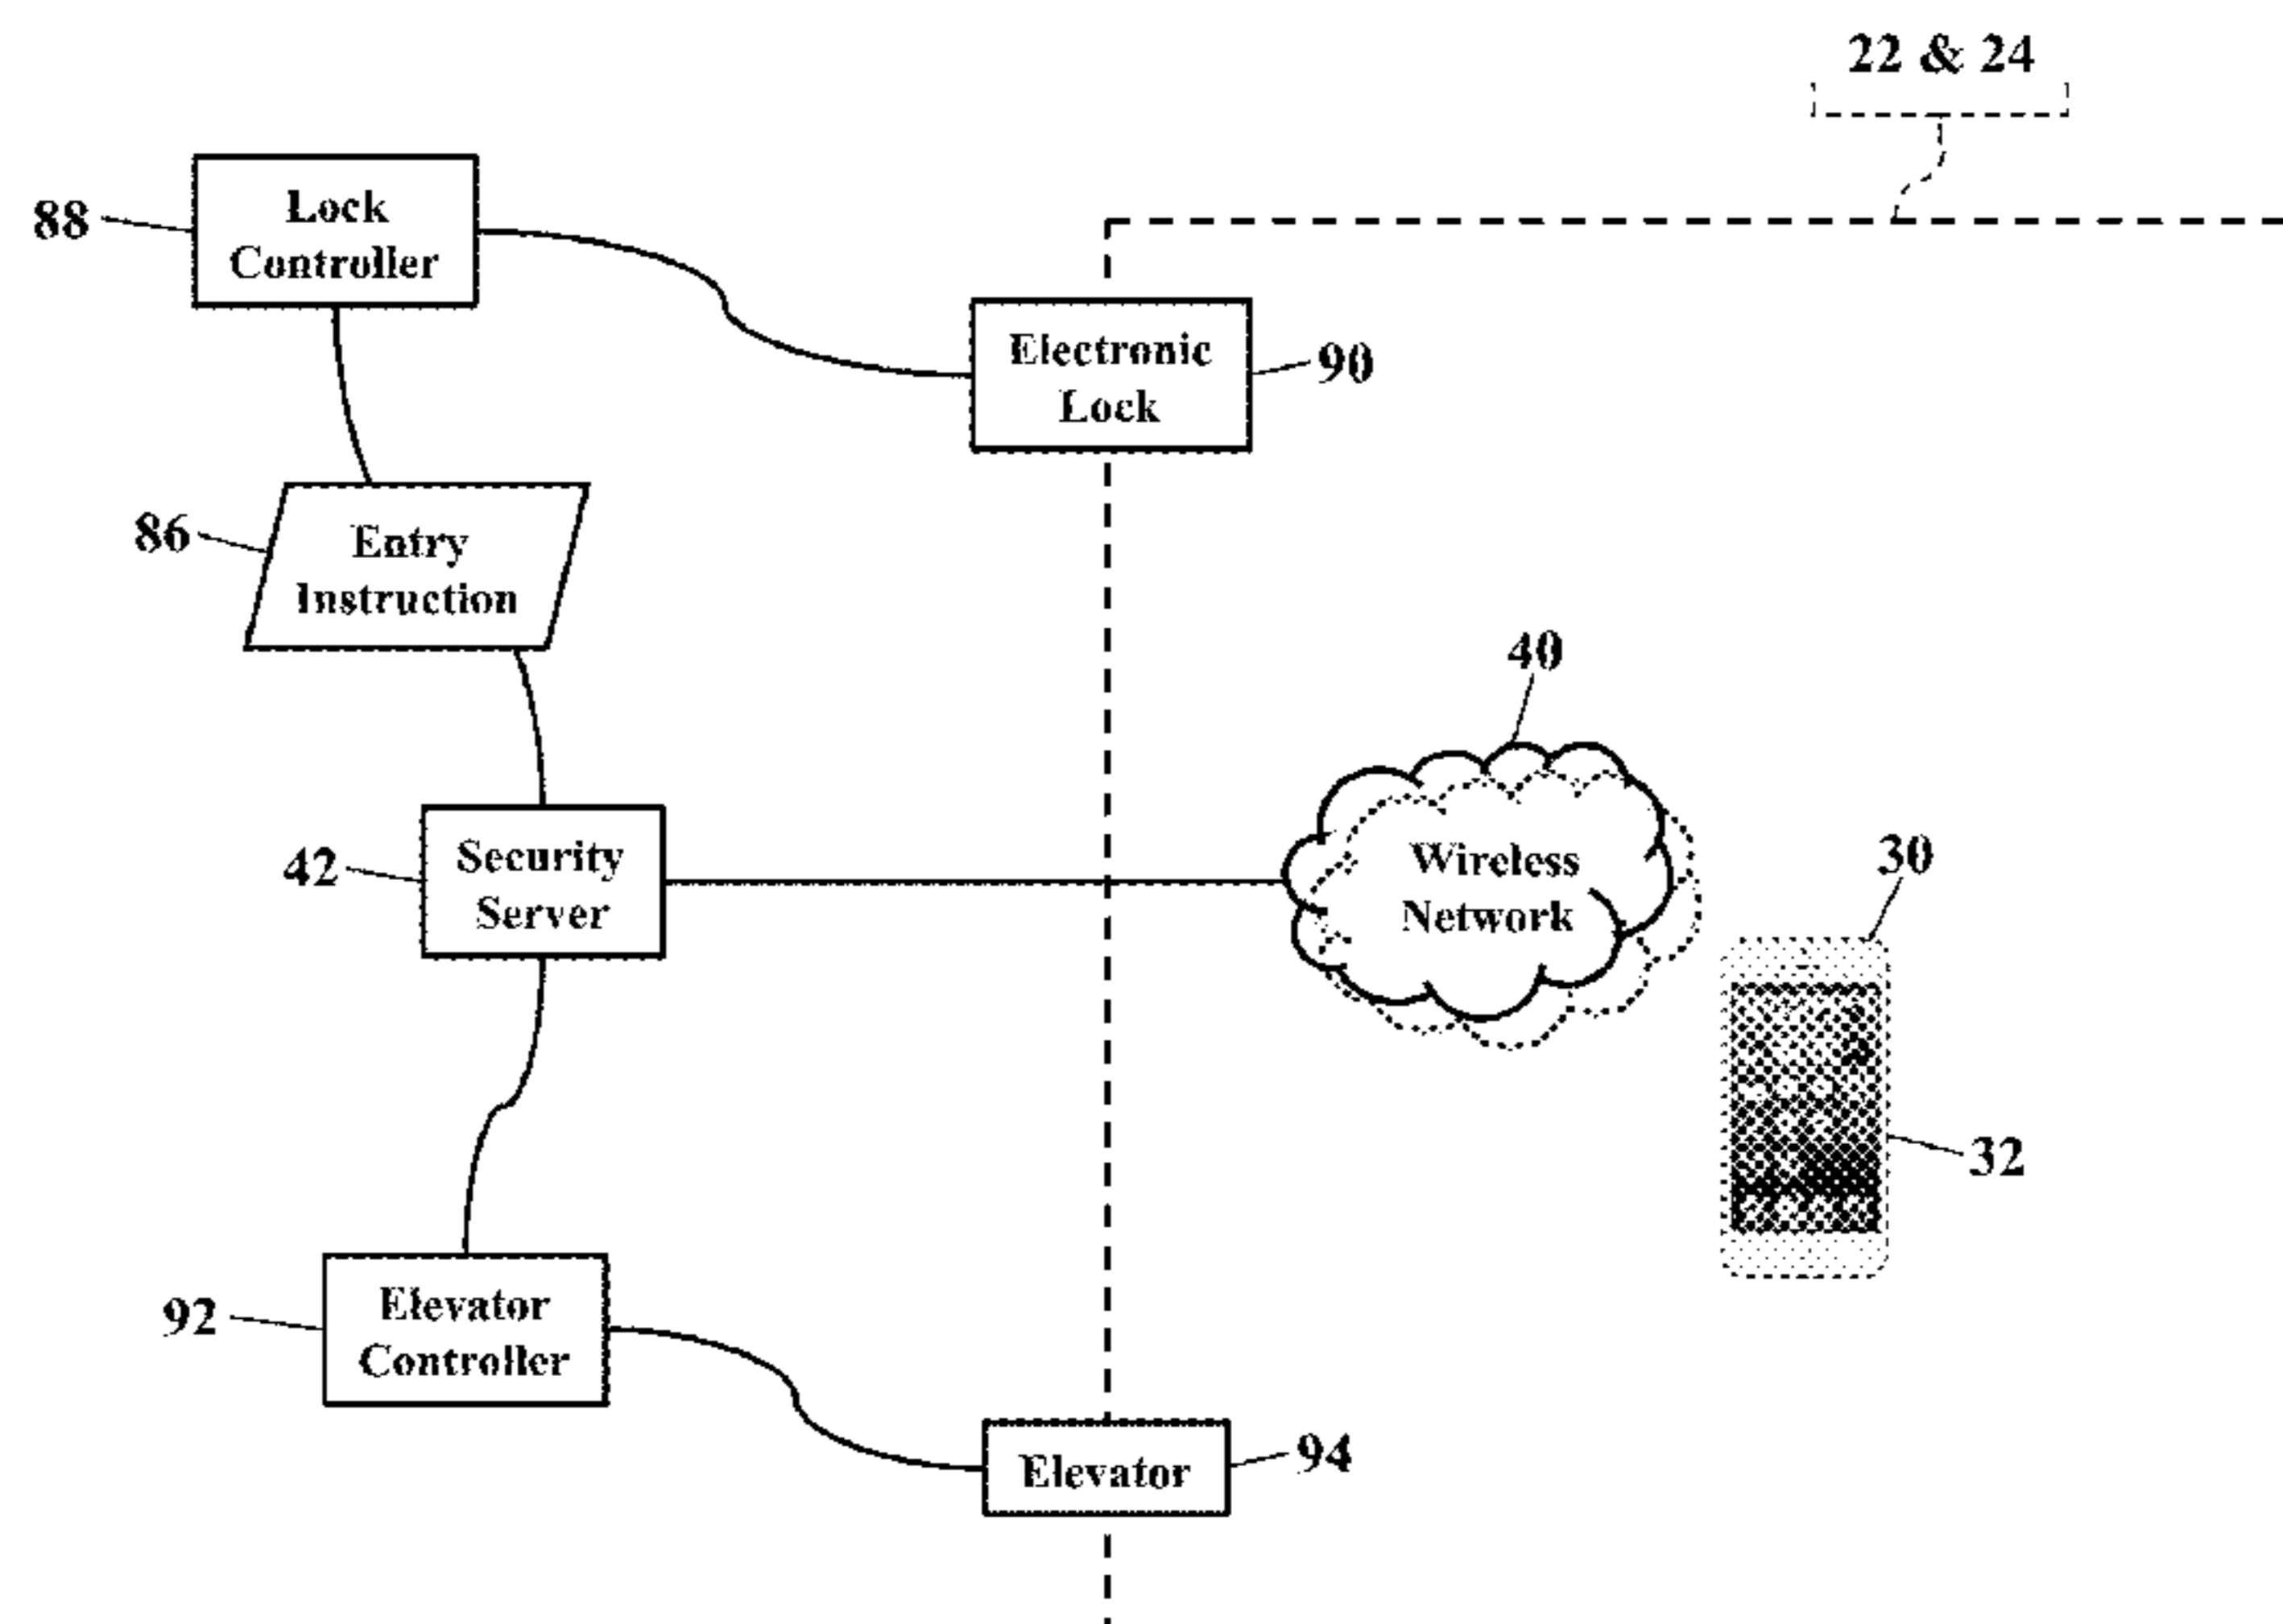 22 & 24
88
Lock
Controller
Electronic
Lock
90
86
Entry
Instruction
40
42
Security
Server
Wireless
Network
30
32
92
Elevator
Controller
Elevator
94